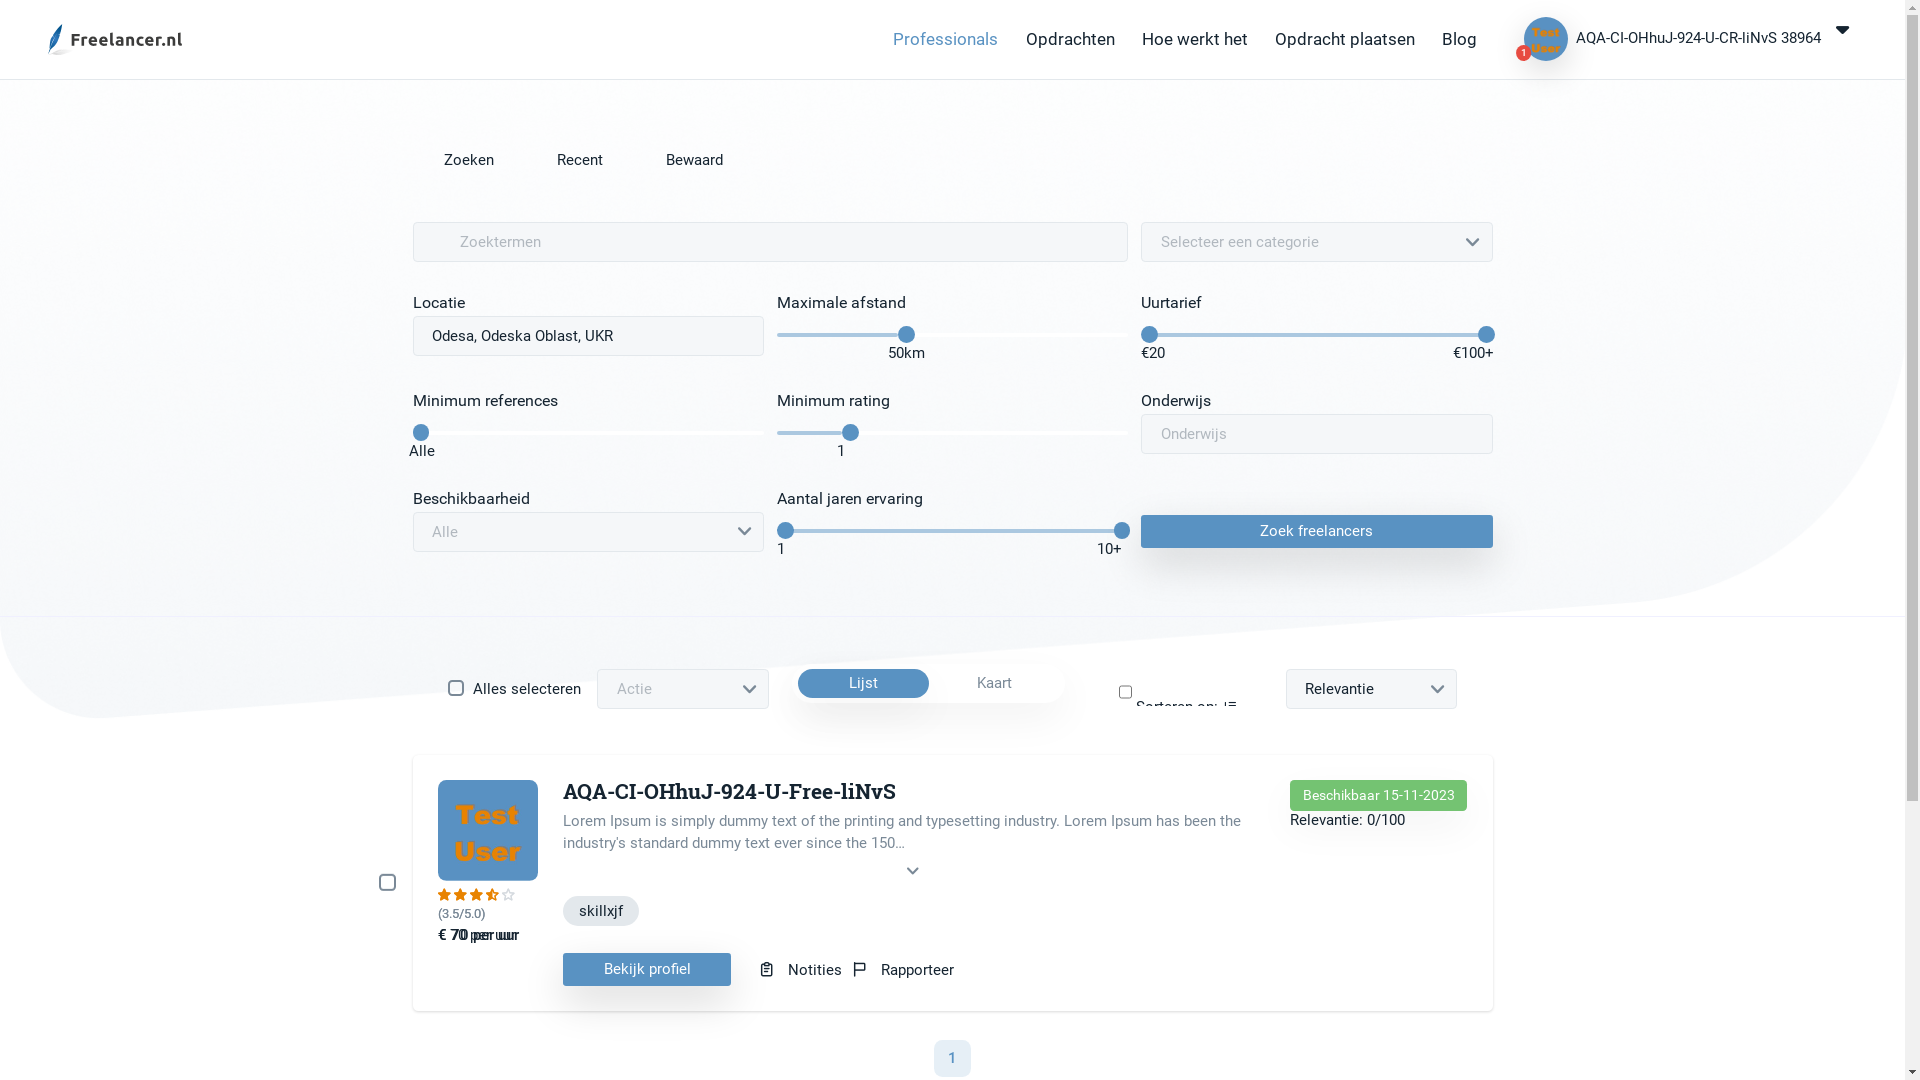 Freelancer.nl
Professionals Opdrachten Hoe werkt het Opdracht plaatsen Blog
Test
User
1
AQA-CI-OHhuJ-924-U-CR-liNvS 38964
Zoeken Recent Bewaard
Zoektermen
Selecteer een categorie
Locatie
Odesa, Odeska Oblast, UKR
Maximale afstand
50km
Uurtarief
€20 €100+
Minimum references
Alle
Minimum rating
1
Onderwijs
Onderwijs
Beschikbaarheid
Alle
Aantal jaren ervaring
1 10+
Zoek freelancers
Alles selecteren
Actie
Lijst Kaart
Sorteren op:
Relevantie
Test
User
(3.5/5.0)
€ 70 per uur
AQA-CI-OHhuJ-924-U-Free-liNvS
Lorem Ipsum is simply dummy text of the printing and typesetting industry. Lorem Ipsum has been the
industry's standard dummy text ever since the 150…
skillxjf
Bekijk profiel
Notities
Rapporteer
Beschikbaar 15-11-2023
Relevantie: 0/100
1